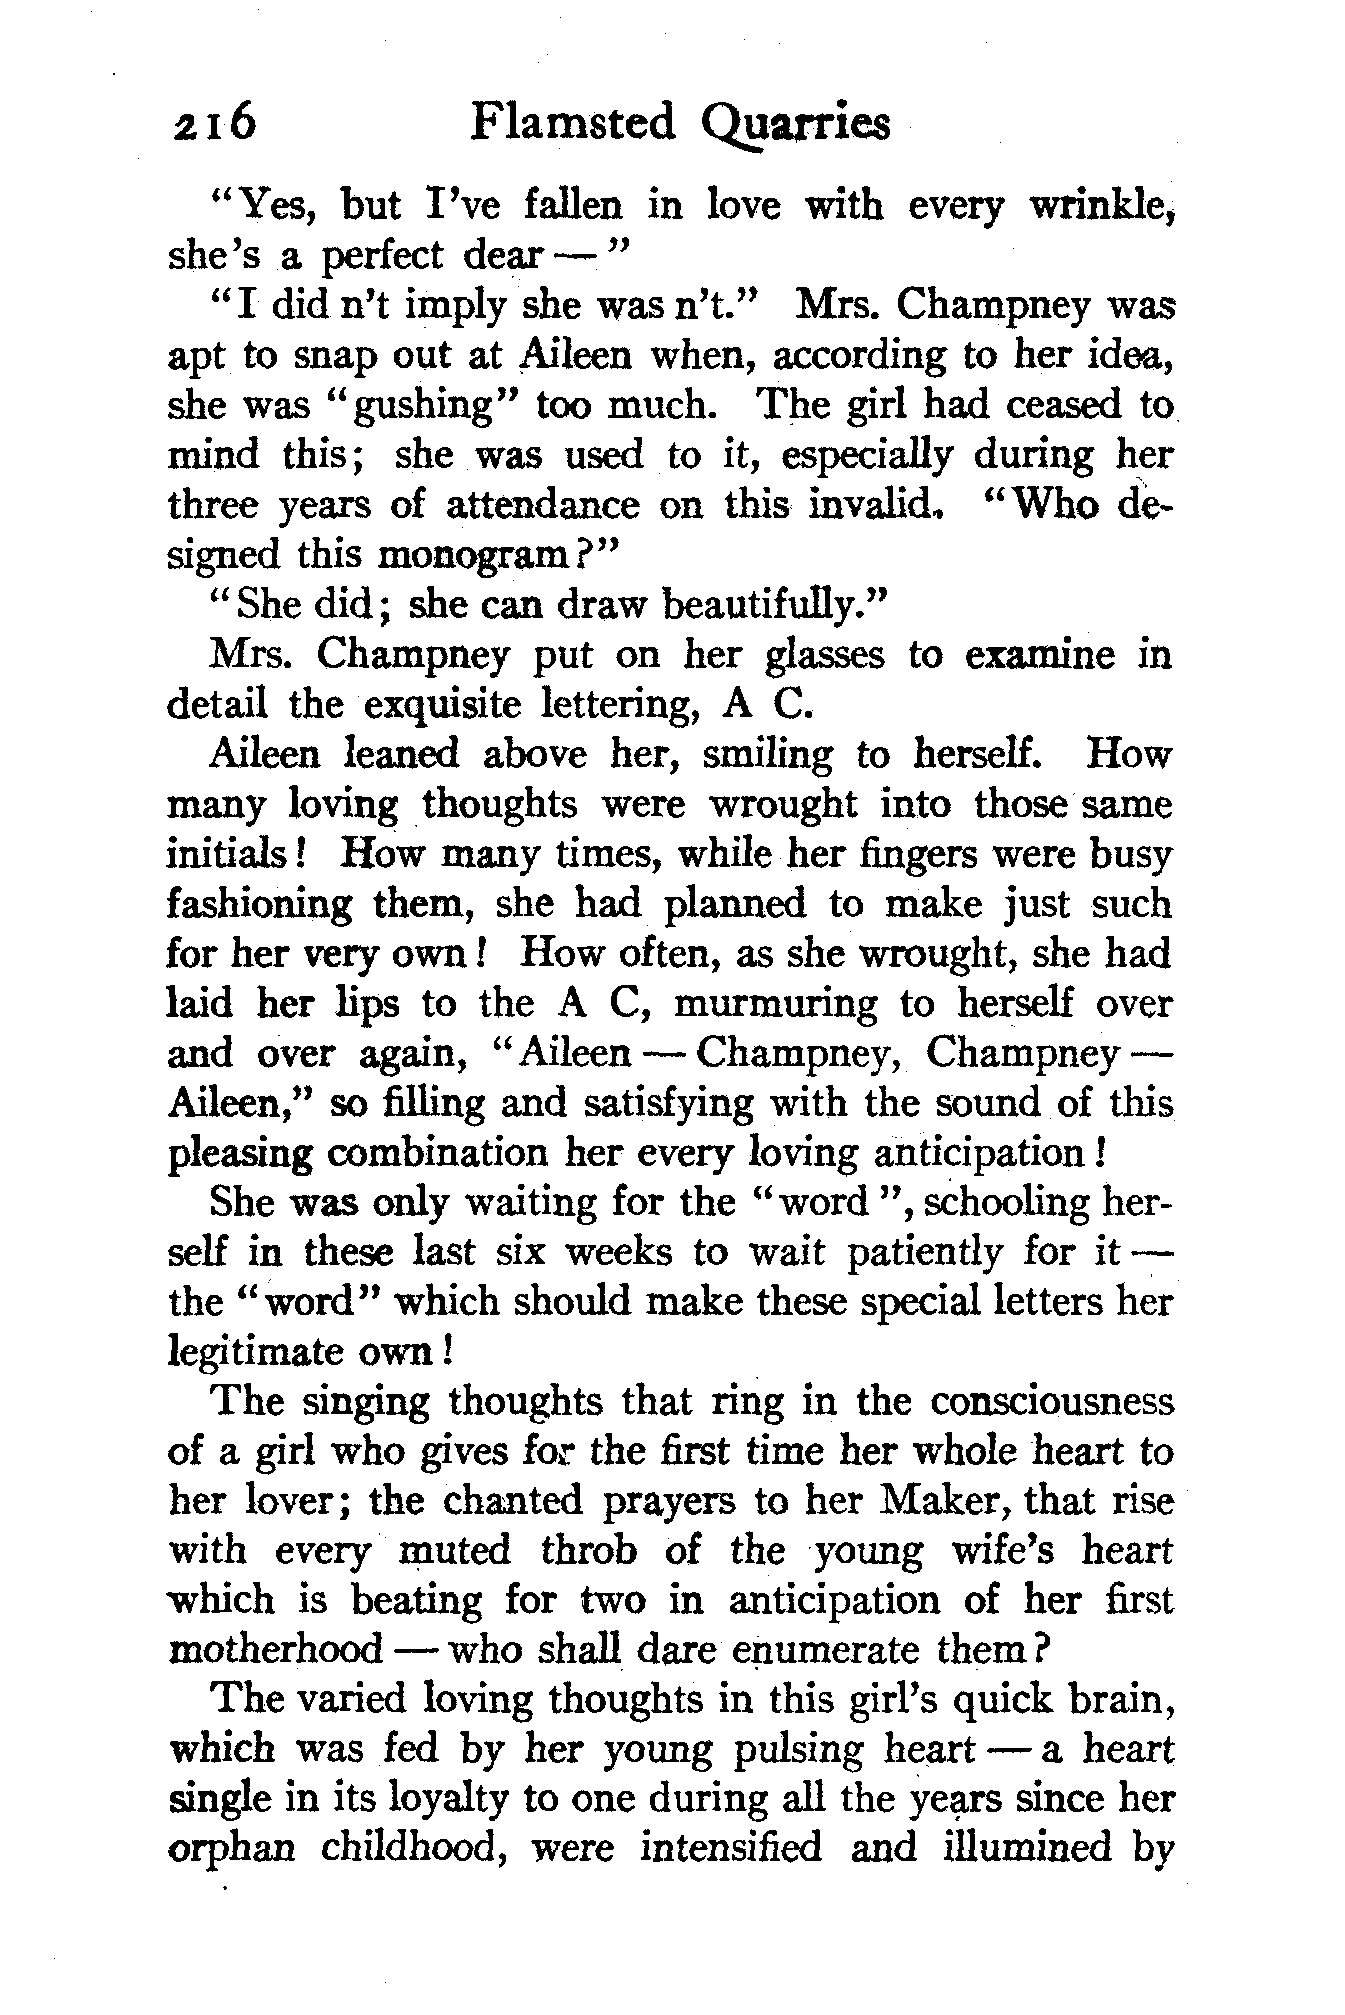 216 Flamsted Quarries
"Yes, but I've fallen in love with every wrinkle,
she's a perfect dear — "
"I did n't imply she was n't." Mrs. Champney was
apt to snap out at Aileen when, according to her idea,
she was "gushing" too much. The girl had ceased to
mind this; she was used to it, especially during her
three years of attendance on this invalid. "Who de-
signed this monogram?"
"She did; she can draw beautifully."
Mrs. Champney put on her glasses to examine in
detail the exquisite lettering, A C.
Aileen leaned above her, smiling to herself. How
many loving thoughts were wrought into those same
initials! How many times, while her fingers were busy
fashioning them, she had planned to make just such
for her very own! How often, as she wrought, she had
laid her lips to the A C, murmuring to herself over
and over again, "Aileen — Champney, Champney —
Aileen," so filling and satisfying with the sound of this
pleasing combination her every loving anticipation!
She was only waiting for the "word", schooling her-
self in these last six weeks to wait patiently for it —
the "word" which should make these special letters her
legitimate own!
The singing thoughts that ring in the consciousness
of a girl who gives for the first time her whole heart to
her lover; the chanted prayers to her Maker, that rise
with every muted throb of the young wife's heart
which is beating for two in anticipation of her first
motherhood — who shall dare enumerate them?
The varied loving thoughts in this girl's quick brain,
which was fed by her young pulsing heart — a heart
single in its loyalty to one during all the years since her
orphan childhood, were intensified and illumined by